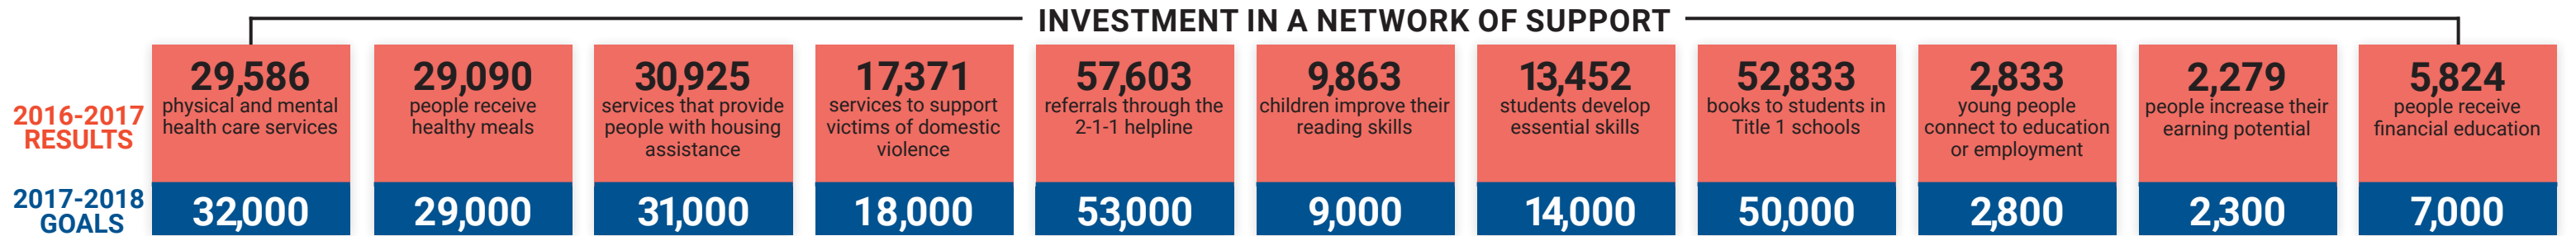 INVESTMENT IN A NETWORK OF SUPPORT
2016-2017
RESULTS
29,586
physical and mental
health care services
29,090
people receive
healthy meals
30,925
services that provide
people with housing
assistance
17,371
services to support
victims of domestic
violence
57,603
referrals through the
2-1-1 helpline
9,863
children improve their
reading skills
13,452
students develop
essential skills
52,833
books to students in
Title 1 schools
2,833
young people
connect to education
or employment
2,279
people increase their
earning potential
5,824
people receive
financial education
2017-2018
GOALS
32,000
29,000
31,000
18,000
53,000
9,000
14,000
50,000
2,800
2,300
7,000